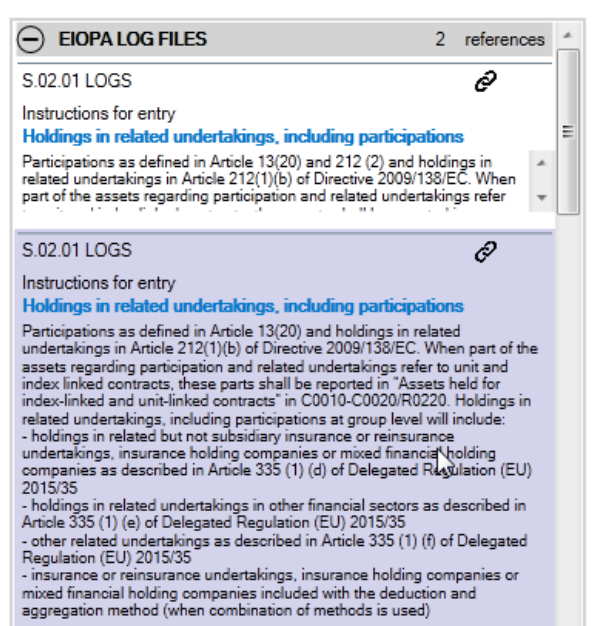 EIOPA LOG FILES 2 references
S.02.01 LOGS
Instructions for entry
Holdings in related undertakings, including participations
Participations as defined in Article 13(20) and 212 (2) and holdings in
related undertakings in Article 212(1)(b) of Directive 2009/138/EC. When
part of the assets regarding participation and related undertakings refer
S.02.01 LOGS
Instructions for entry
Holdings in related undertakings, including participations
Participations as defined in Article 13(20) and holdings in related
undertakings in Article 212(1)(b) of Directive 2009/138/EC. When part of the
assets regarding participation and related undertakings refer to unit and
index linked contracts, these parts shall be reported in "Assets held for
index-linked and unit-linked contracts" in C0010-C0020/R0220. Holdings in
related undertakings, including participations at group level will include:
- holdings in related but not subsidiary insurance or reinsurance
undertakings, insurance holding companies or mixed financial holding
companies as described in Article 335 (1) (d) of Delegated Regulation (EU)
2015/35
- holdings in related undertakings in other financial sectors as described in
Article 335 (1) (e) of Delegated Regulation (EU) 2015/35
- other related undertakings as described in Article 335 (1) (f) of Delegated
Regulation (EU) 2015/35
- insurance or reinsurance undertakings, insurance holding companies or
mixed financial holding companies included with the deduction and
aggregation method (when combination of methods is used)